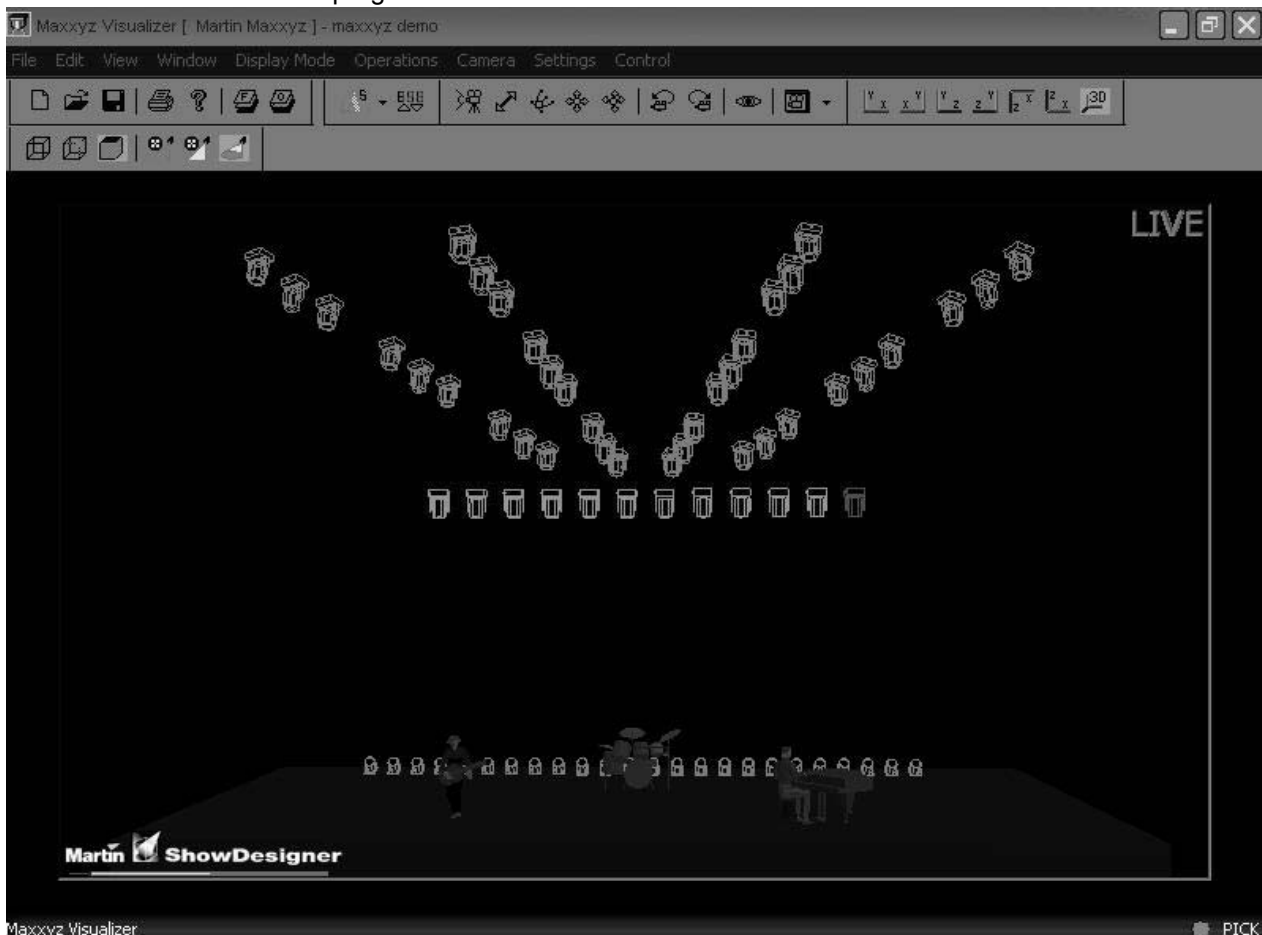 Maxxyz Visualizer [ Martin Maxxyz ] - maxxyz demo
File Edit View Window Display Mode Operations Camera Settings Control
LIVE
Martin ShowDesigner
Maxxyz Visualizer
PICK